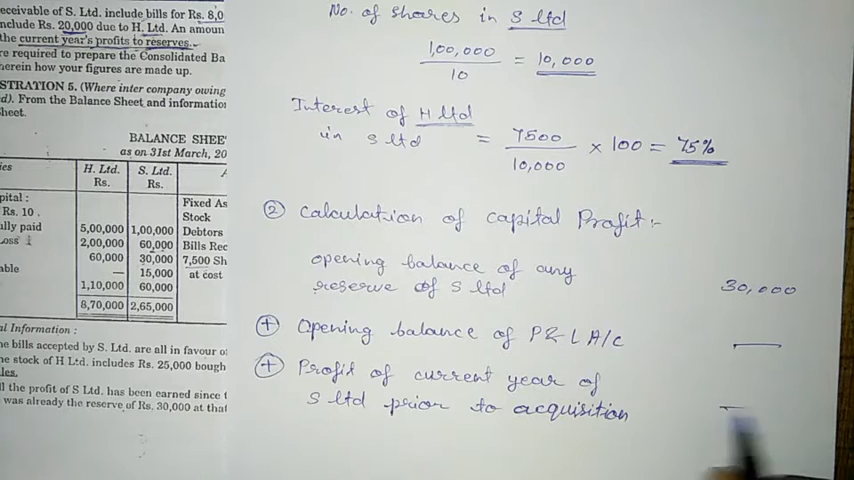 eceivable of S. Ltd. include bills for Rs. 8,0
nclude Rs. 20,000 due to H. Ltd. An amoun
the current year's profits to reserves.
re required to prepare the Consolidated Ba
herein how your figures are made up.
STRATION 5. (Where inter company owing
d). From the Balance Sheet and informatio
Sheet.
BALANCE SHEE
as on 31st March, 20
ies H. Ltd. S. Ltd. A
Rs. Rs.
pital : Fixed As
Rs. 10 Stock
lly paid 5,00,000 1,00,000 Debtors
Loss 2,00,000 60,000 Bills Rec
60,000 30,000 7,500 Sh
able — 15,000 at cost
1,10,000 60,000
8,70,000 2,65,000
al Information :
e bills accepted by S. Ltd. are all in favour o
e stock of H Ltd. includes Rs. 25,000 bough
les.
ll the profit of S Ltd. has been earned since t
was already the reserve of Rs. 30,000 at that
No. of shares in S ltd
1,00,000
10
= 10,000
Interest of H ltd
in S ltd = 7500 / 10,000 × 100 = 75%
② Calculation of capital Profit:-
opening balance of any
reserve of S ltd 30,000
+ Opening balance of P & L A/c —
+ Profit of current year of
S ltd prior to acquisition —